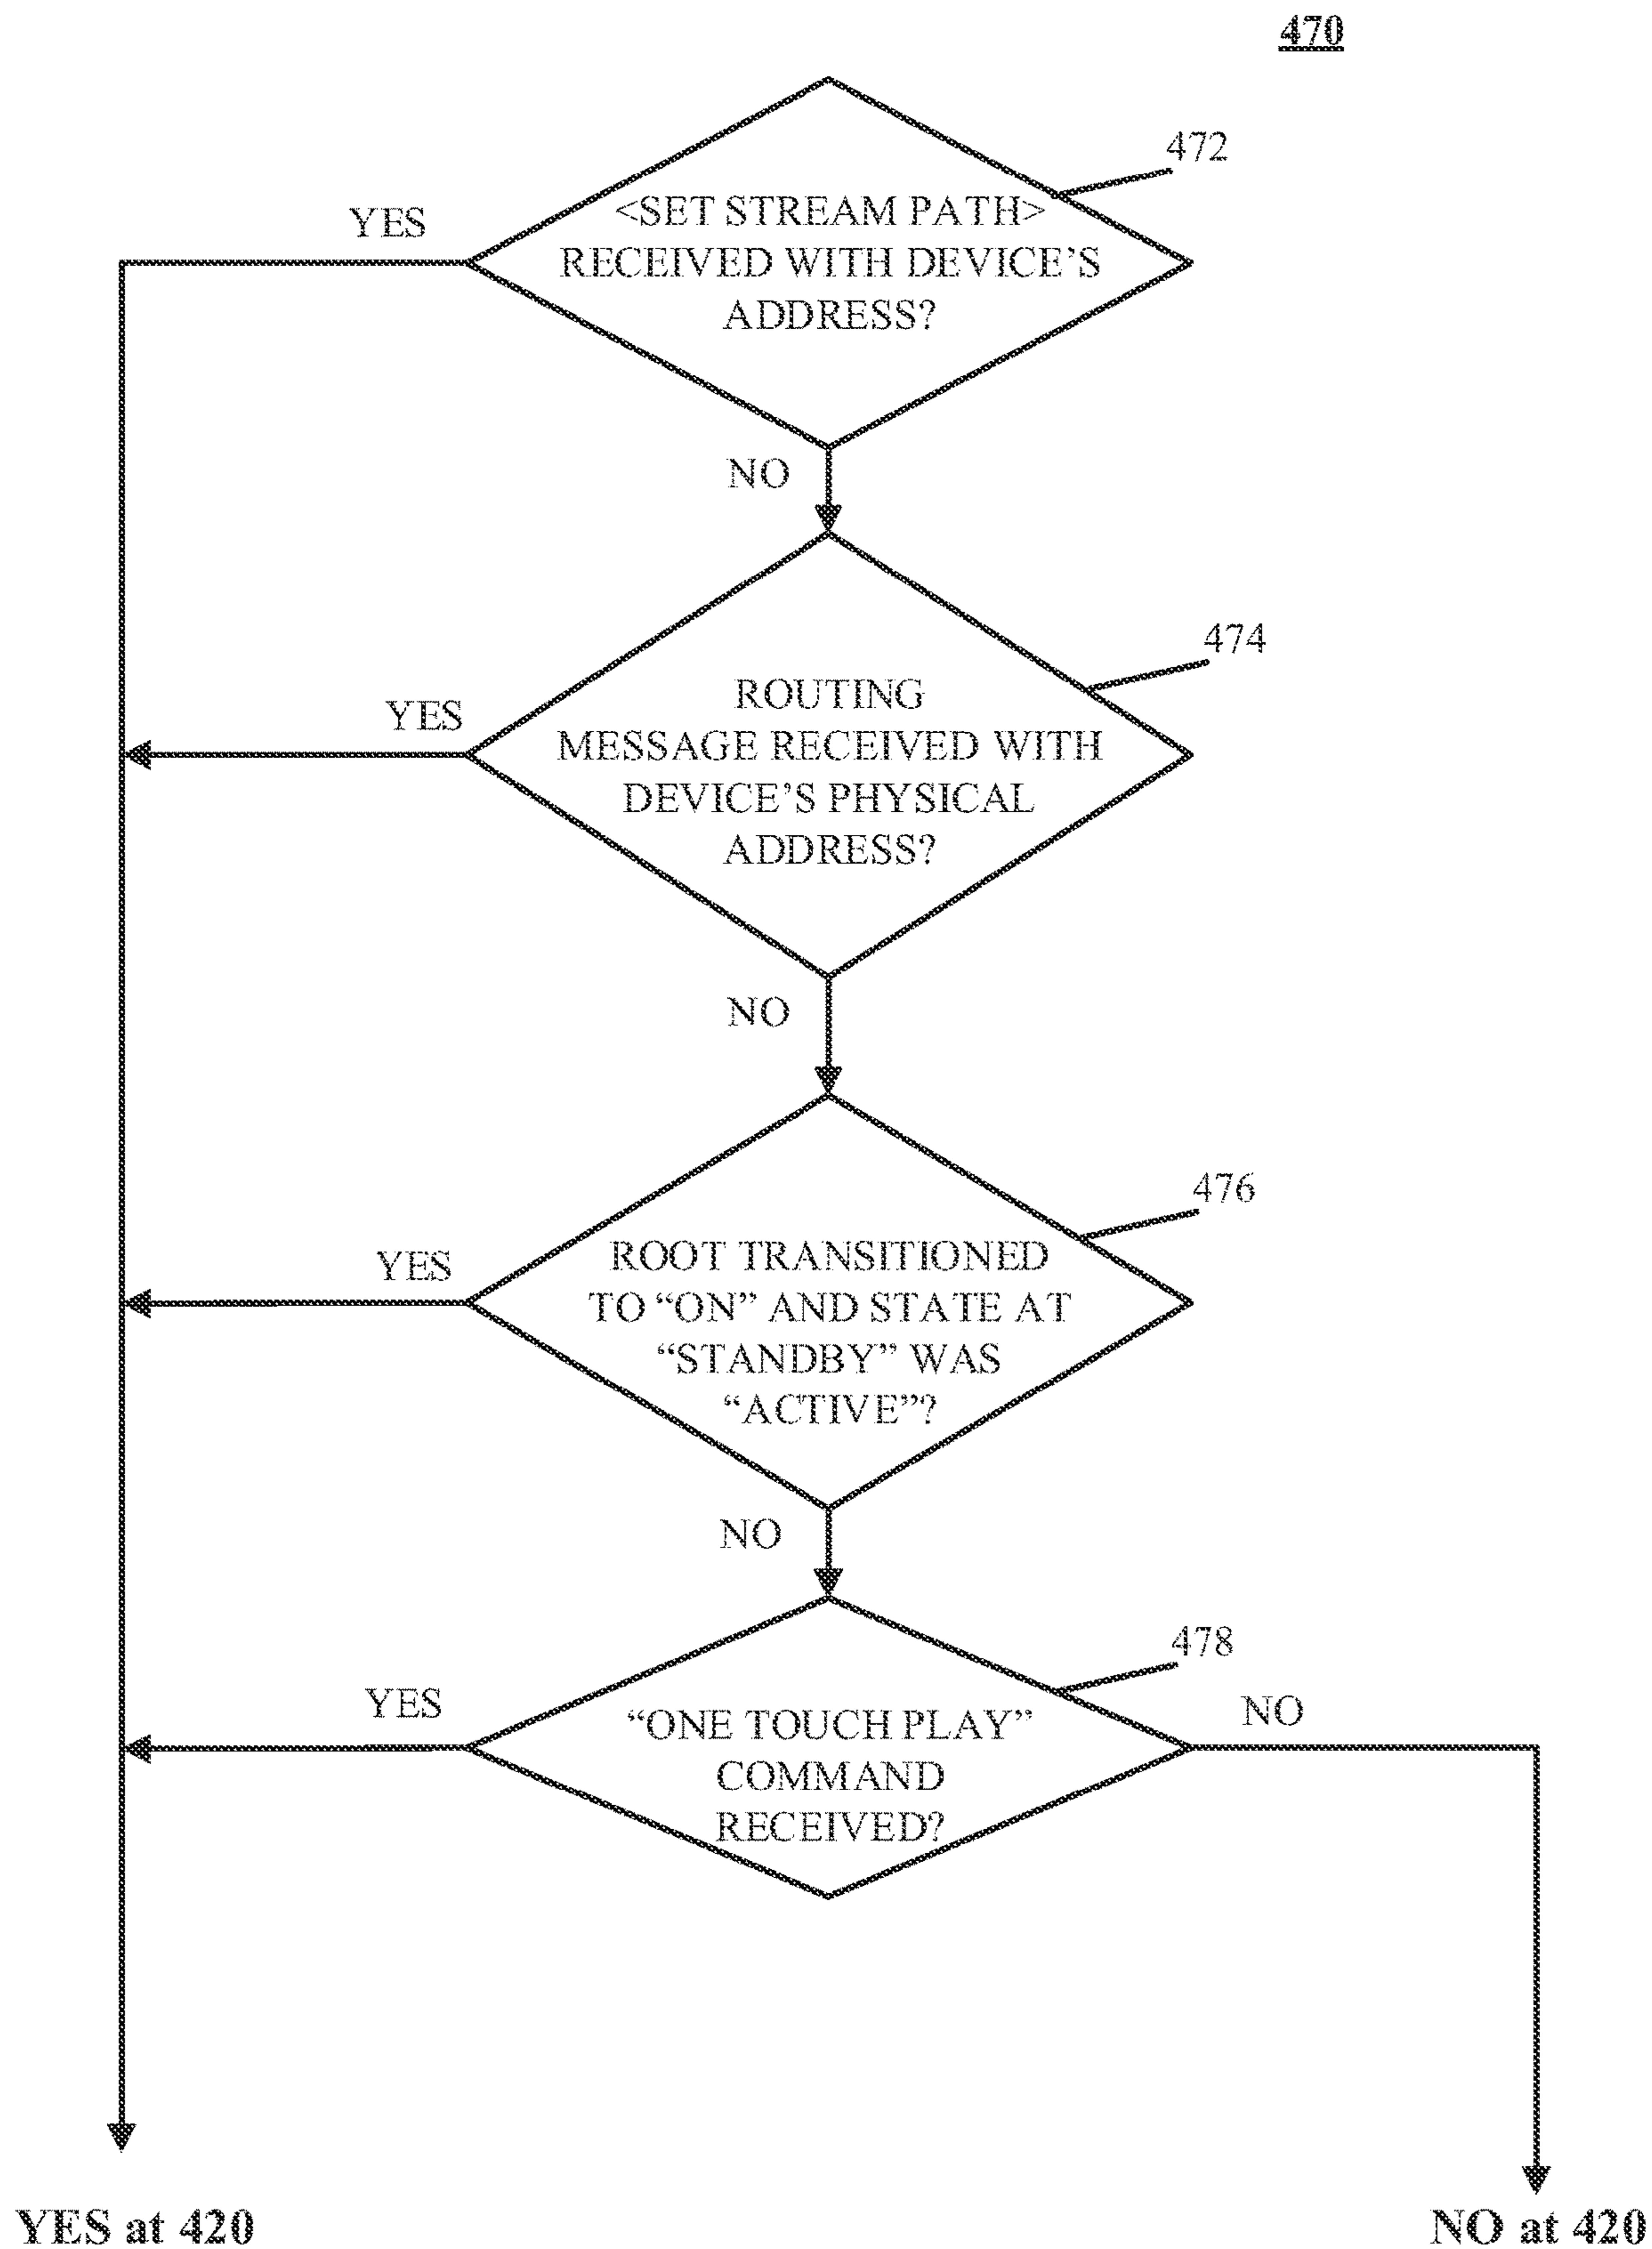 470
472
<SET STREAM PATH>
YES
RECEIVED WITH DEVICE'S
ADDRESS?
NO
474
ROUTING
YES
MESSAGE RECEIVED WITH
DEVICE'S PHYSICAL
ADDRESS?
NO
476
ROOT TRANSITIONED
YES
TO “ON” AND STATE AT
“STANDBY” WAS
“ACTIVE”?
NO
478
YES
“ONE TOUCH PLAY”
NO
COMMAND
RECEIVED?
YES at 420
NO at 420